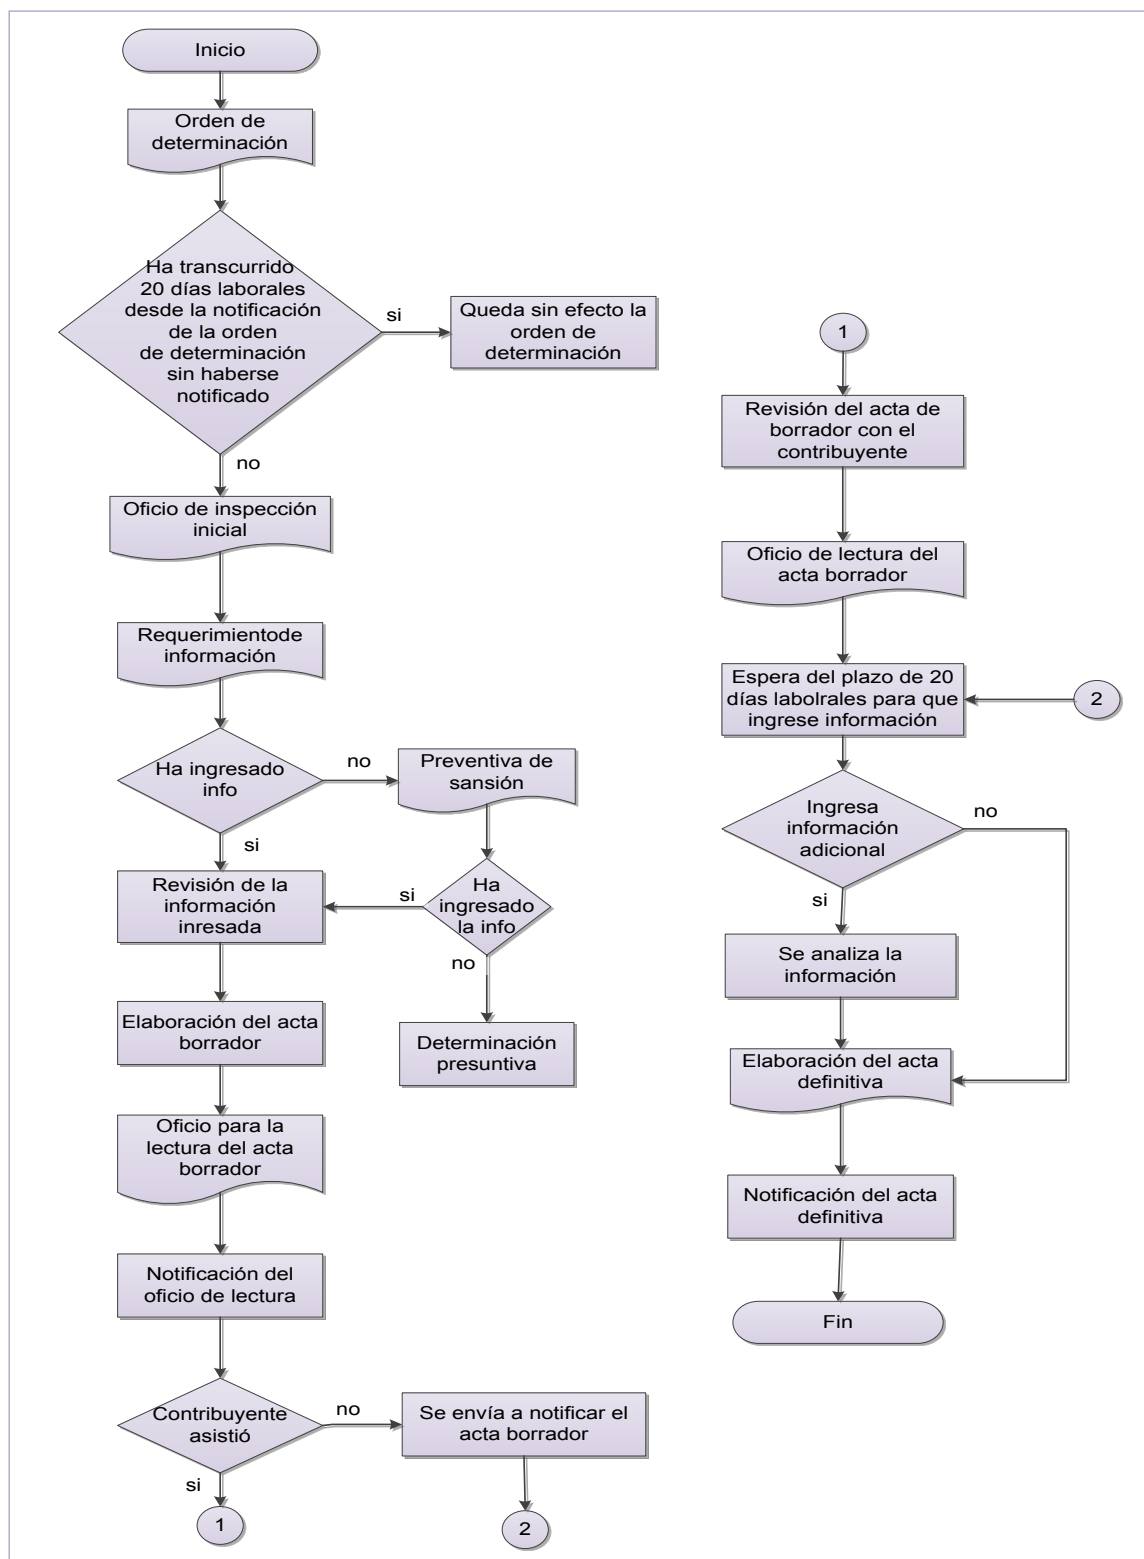 Inicio
Orden de
determinación
Ha transcurrido
20 días laborales
desde la notificación
de la orden
de determinación
sin haberse
notificado
si
Queda sin efecto la
orden de
determinación
no
Oficio de inspección
inicial
Requerimientode
información
Ha ingresado
info
no
Preventiva de
sansión
si
Revisión de la
información
inresada
si
Ha
ingresado
la info
no
Determinación
presuntiva
Elaboración del acta
borrador
Oficio para la
lectura del acta
borrador
Notificación del
oficio de lectura
Contribuyente
asistió
no
Se envía a notificar el
acta borrador
si
1
2
1
Revisión del acta de
borrador con el
contribuyente
Oficio de lectura del
acta borrador
Espera del plazo de 20
días labolrales para que
ingrese información
2
Ingresa
información
adicional
no
si
Se analiza la
información
Elaboración del acta
definitiva
Notificación del acta
definitiva
Fin